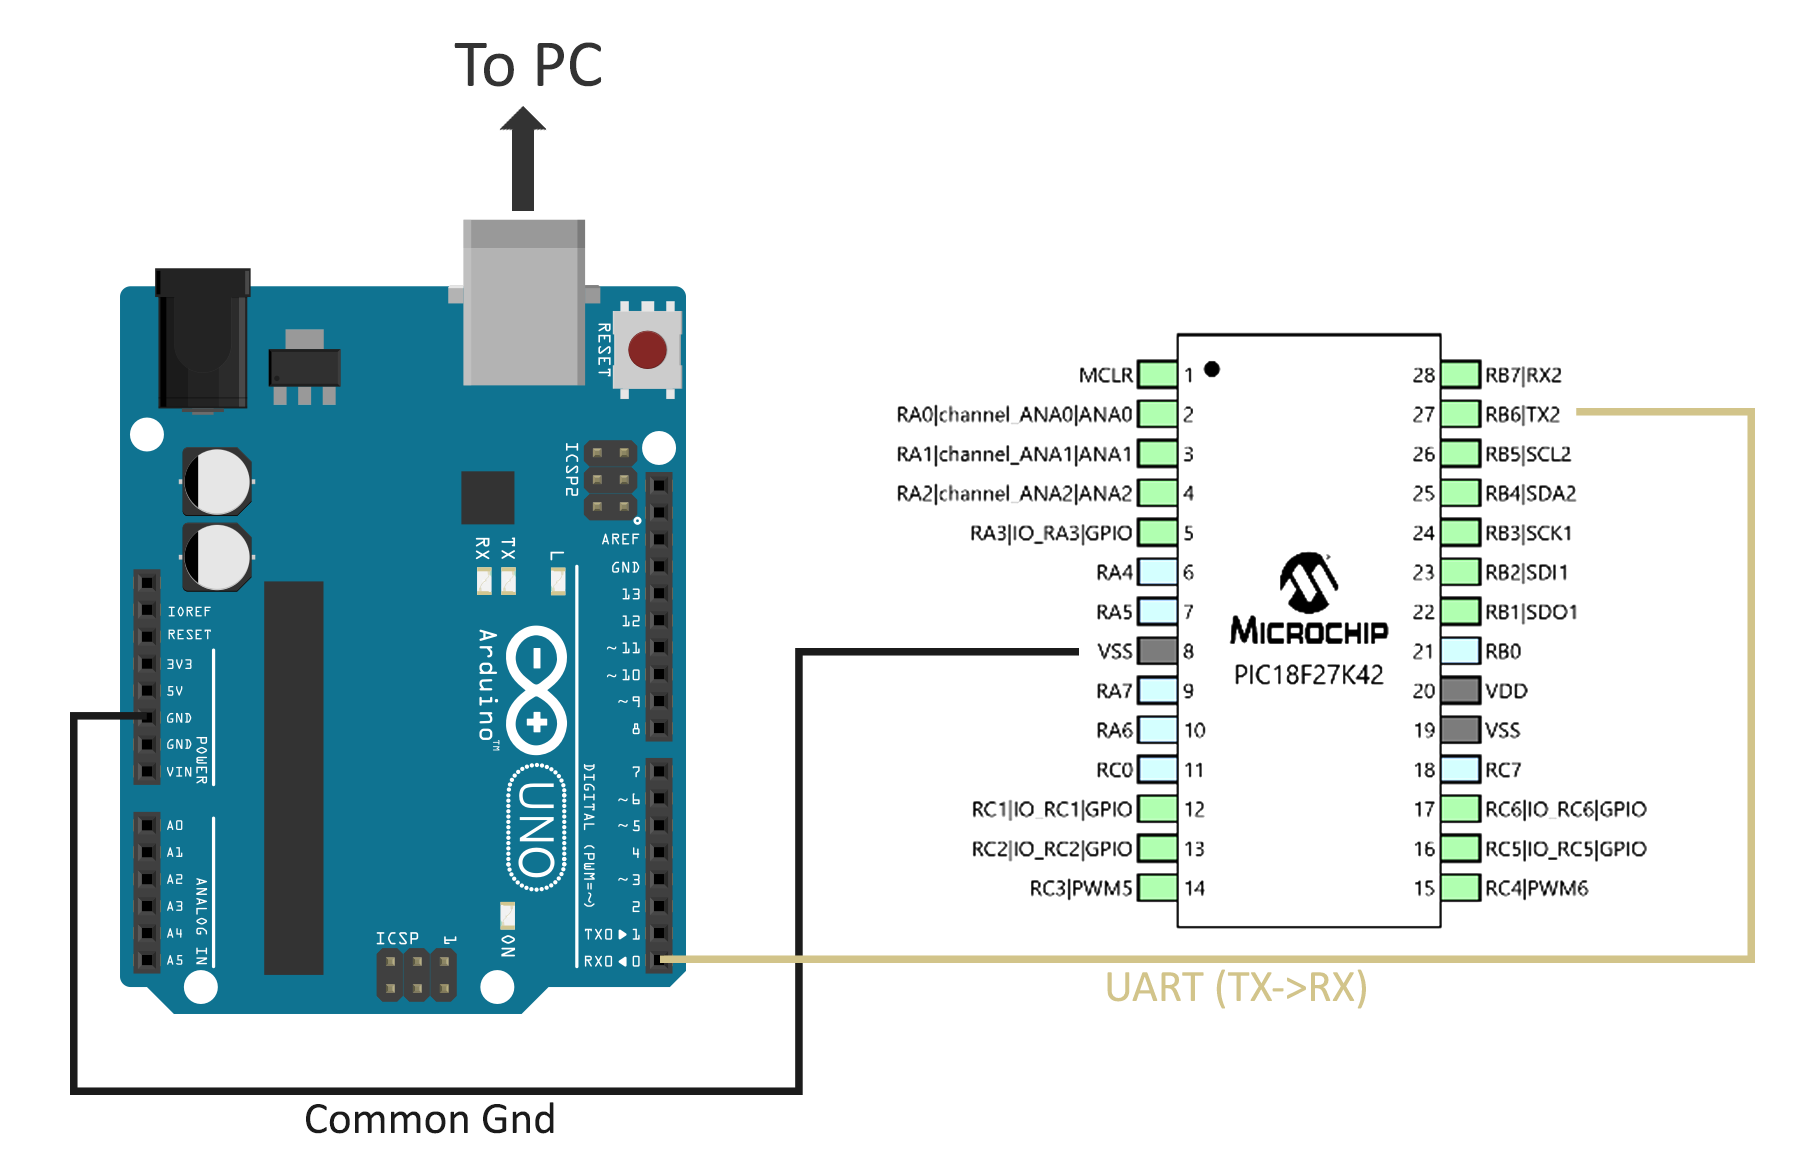 To PC
RESET
ICSP2
RX
TX
L
AREF
GND
13
12
~11
~10
~9
8
IOREF
RESET
3V3
5V
GND
GND
VIN
POWER
Arduino™
UNO
7
~6
~5
4
~3
2
TX0▶1
RX0◀0
DIGITAL (PWM=~)
A0
A1
A2
A3
A4
A5
ANALOG IN
ICSP
1
ON
MCLR 1
RA0|channel_ANA0|ANA0 2
RA1|channel_ANA1|ANA1 3
RA2|channel_ANA2|ANA2 4
RA3|IO_RA3|GPIO 5
RA4 6
RA5 7
VSS 8
RA7 9
RA6 10
RC0 11
RC1|IO_RC1|GPIO 12
RC2|IO_RC2|GPIO 13
RC3|PWM5 14
MICROCHIP
PIC18F27K42
28 RB7|RX2
27 RB6|TX2
26 RB5|SCL2
25 RB4|SDA2
24 RB3|SCK1
23 RB2|SDI1
22 RB1|SDO1
21 RB0
20 VDD
19 VSS
18 RC7
17 RC6|IO_RC6|GPIO
16 RC5|IO_RC5|GPIO
15 RC4|PWM6
UART (TX->RX)
Common Gnd